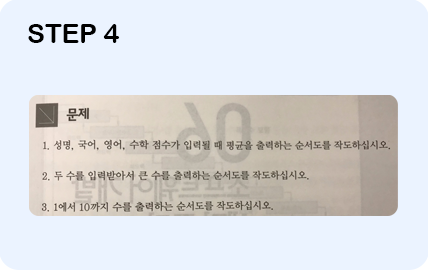 STEP 4
문제
1. 성명, 국어, 영어, 수학 점수가 입력될 때 평균을 출력하는 순서도를 작도하십시오.
2. 두 수를 입력받아서 큰 수를 출력하는 순서도를 작도하십시오.
3. 1에서 10까지 수를 출력하는 순서도를 작도하십시오.